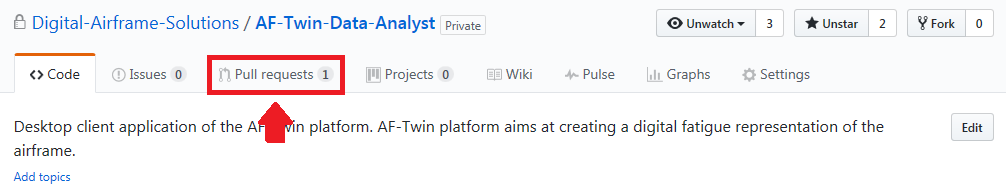 Digital-Airframe-Solutions / AF-Twin-Data-Analyst Private Unwatch 3 Unstar 2 Fork 0
Code Issues 0 Pull requests 1 Projects 0 Wiki Pulse Graphs Settings
Desktop client application of the AF-Twin platform. AF-Twin platform aims at creating a digital fatigue representation of the Edit
airframe.
Add topics